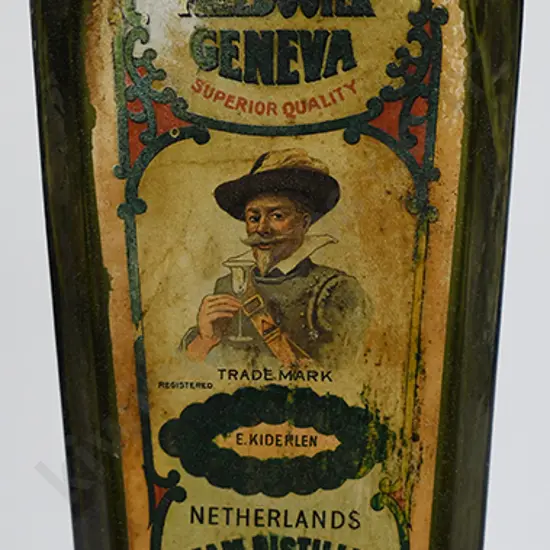 GENEVA
SUPERIOR QUALITY
TRADE MARK
REGISTERED
E. KIDERLEN
NETHERLANDS